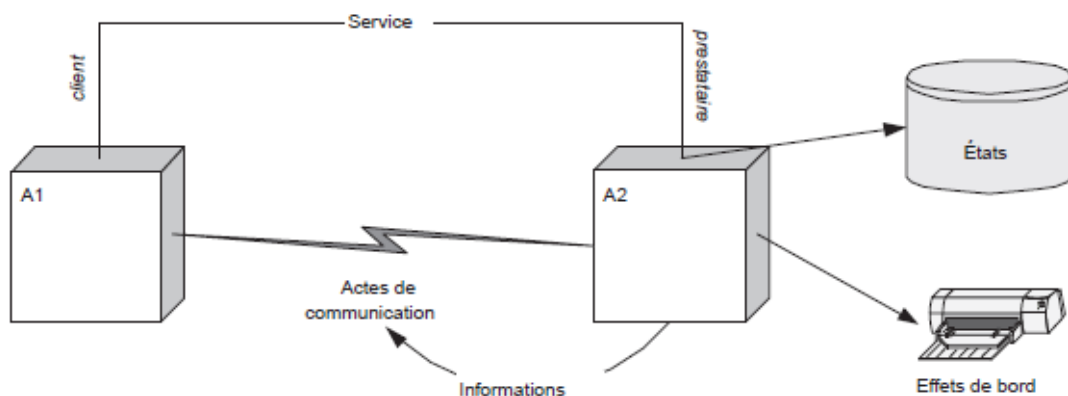 Service
client
prestataire
États
A1
A2
Actes de
communication
Informations
Effets de bord